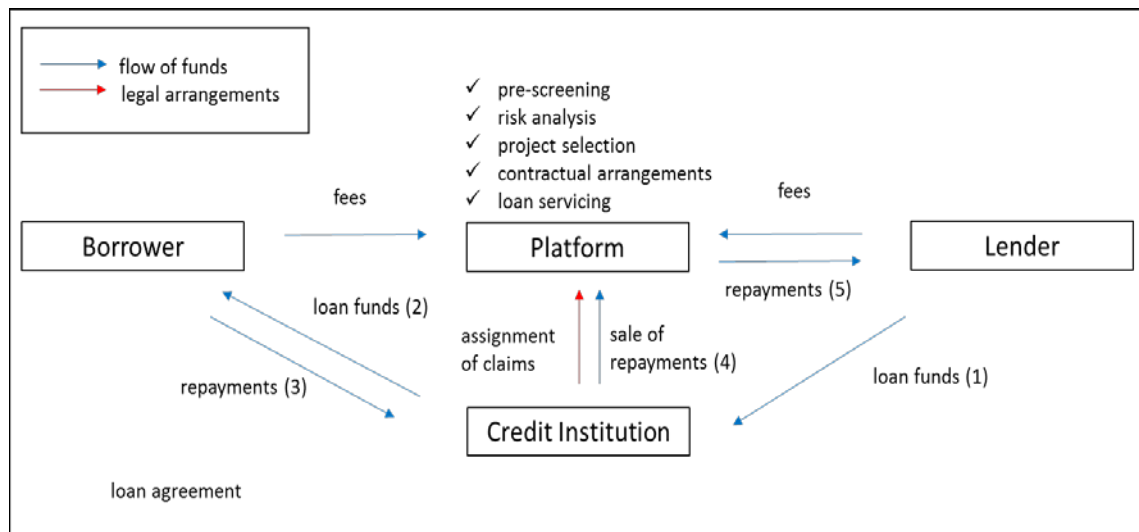 flow of funds
legal arrangements
✓ pre-screening
✓ risk analysis
✓ project selection
✓ contractual arrangements
✓ loan servicing
fees
fees
Borrower
Platform
Lender
repayments (5)
loan funds (2)
assignment
of claims
sale of
repayments (4)
repayments (3)
loan funds (1)
Credit Institution
loan agreement